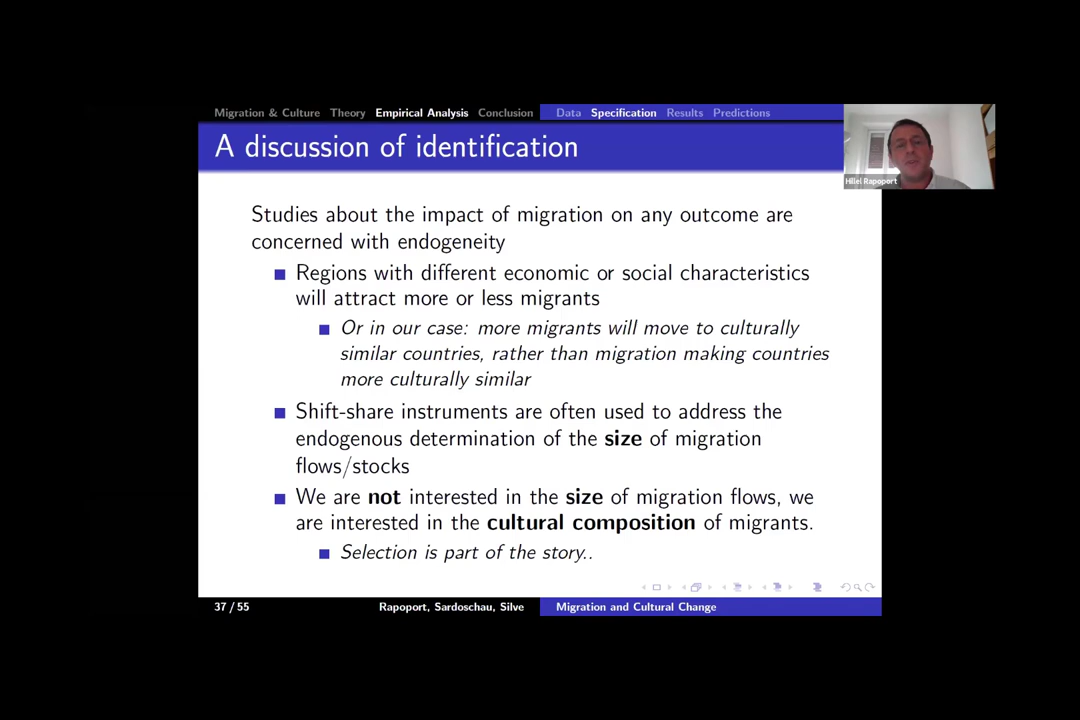 Migration & Culture Theory Empirical Analysis Conclusion Data Specification Results Predictions
A discussion of identification
Hillel Rapoport
Studies about the impact of migration on any outcome are
concerned with endogeneity
Regions with different economic or social characteristics
will attract more or less migrants
Or in our case: more migrants will move to culturally
similar countries, rather than migration making countries
more culturally similar
Shift-share instruments are often used to address the
endogenous determination of the size of migration
flows/stocks
We are not interested in the size of migration flows, we
are interested in the cultural composition of migrants.
Selection is part of the story..
37 / 55 Rapoport, Sardoschau, Silve Migration and Cultural Change